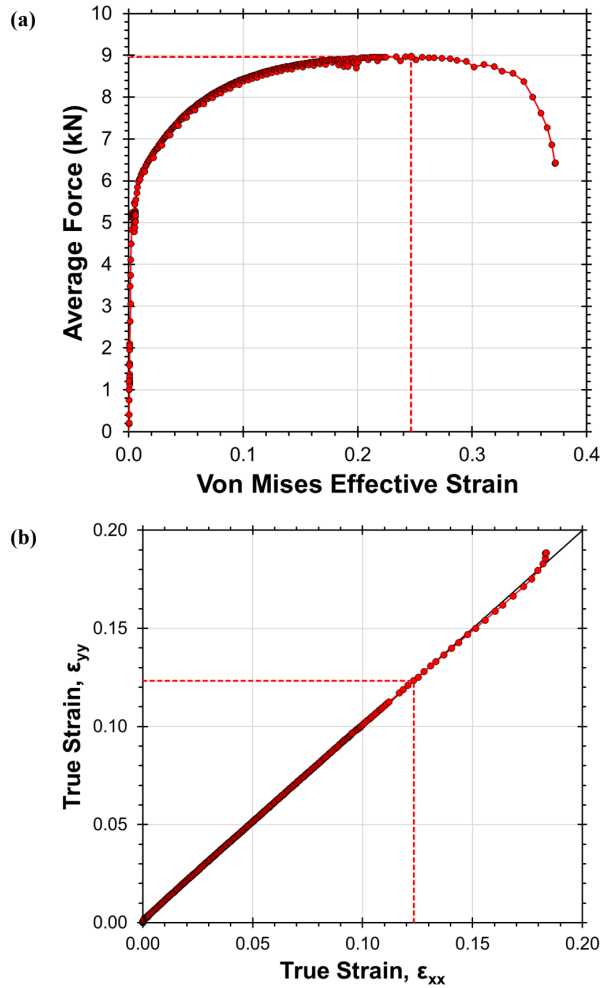 (a)
10
9
8
7
6
5
4
3
2
1
0
Average Force (kN)
0.0 0.1 0.2 0.3 0.4
Von Mises Effective Strain
(b)
0.20
0.15
0.10
0.05
0.00
True Strain, εyy
0.00 0.05 0.10 0.15 0.20
True Strain, εxx